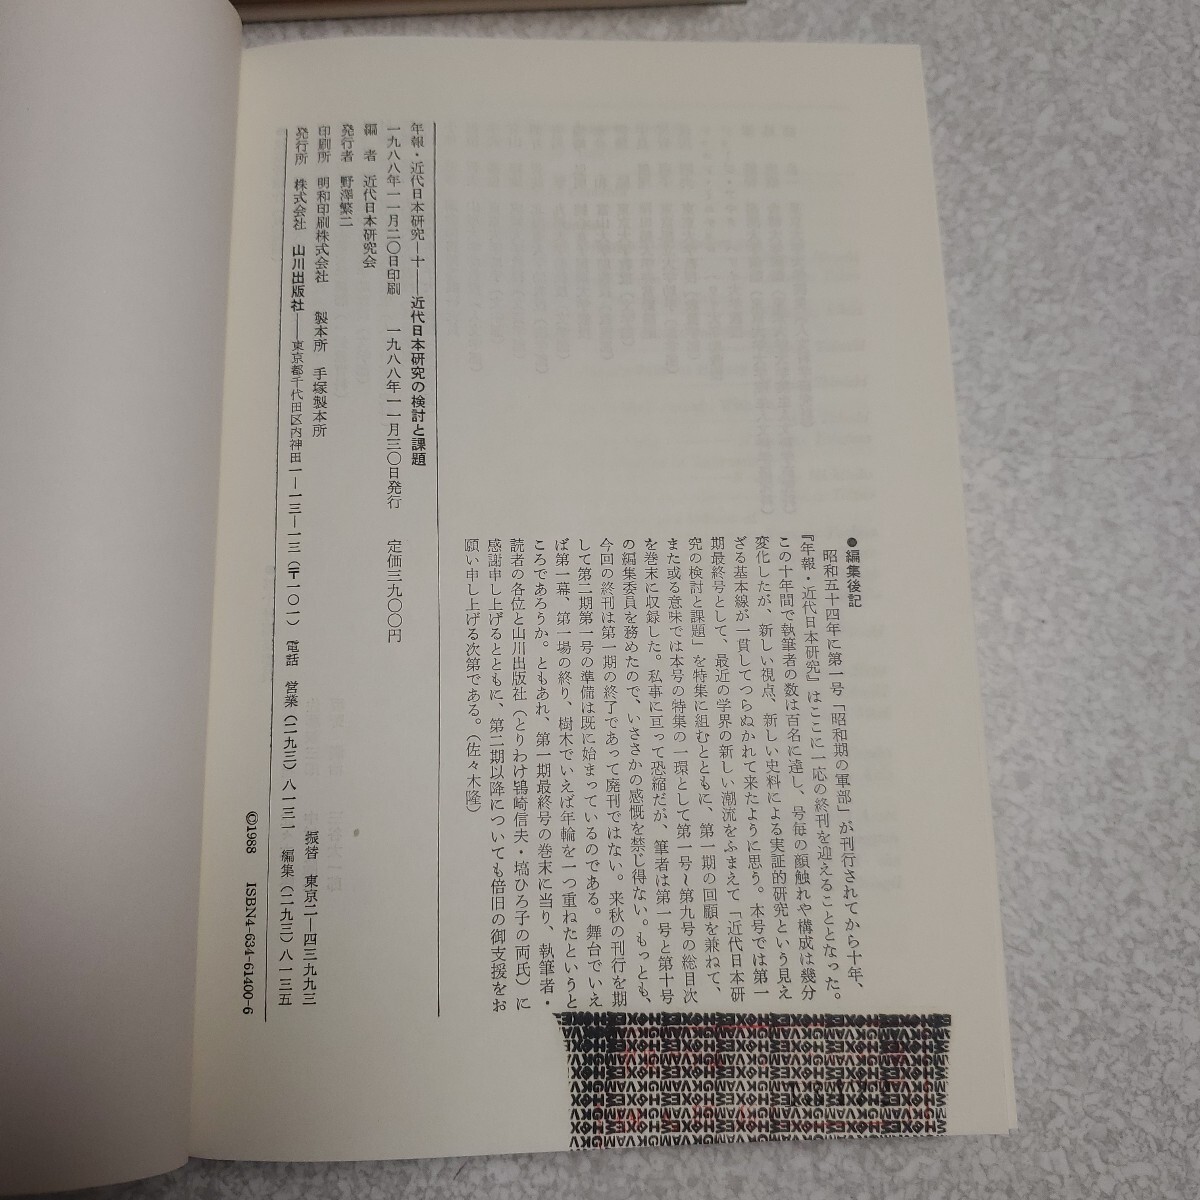 ●編集後記
昭和五十四年に第一号「昭和期の軍部」が刊行されてから十年、
『年報・近代日本研究』はここに一応の終刊を迎えることとなった。
この十年間で執筆者の数は百名に達し、号毎の顔触れや構成は幾分
変化したが、新しい視点、新しい史料による実証的研究という見え
ざる基本線が一貫してつらぬかれて来たように思う。本号では第一
期最終号として、最近の学界の新しい潮流をふまえて「近代日本研
究の検討と課題」を特集に組むとともに、第一期の回顧を兼ねて、
また或る意味では本号の特集の一環として第一号～第九号の総目次
を巻末に収録した。私事に亘って恐縮だが、筆者は第一号と第十号
の編集委員を務めたので、いささかの感慨を禁じ得ない。もっとも、
今回の終刊は第一期の終了であって廃刊ではない。来秋の刊行を期
して第二期第一号の準備は既に始まっているのである。舞台でいえ
ば第一幕、第一場の終り、樹木でいえば年輪を一つ重ねたというと
ころであろうか。ともあれ、第一期最終号の巻末に当り、執筆者・
読者の各位と山川出版社（とりわけ鴇崎信夫・塙ひろ子の両氏）に
感謝申し上げるとともに、第二期以降についても倍旧の御支援をお
願い申し上げる次第である。（佐々木隆）
年報・近代日本研究―十――近代日本研究の検討と課題
一九八八年一一月二〇日印刷　一九八八年一一月三〇日発行　定価三九〇〇円
編　者　近代日本研究会
発行者　野澤繁二
印刷所　明和印刷株式会社　製本所　手塚製本所
発行所　株式会社　山川出版社――東京都千代田区内神田一―一三―一三（〒一〇一）　電話　営業（二九三）八一三一　編集（二九三）八一三五
振替　東京二―四三九九三
©1988　ISBN4-634-61400-6